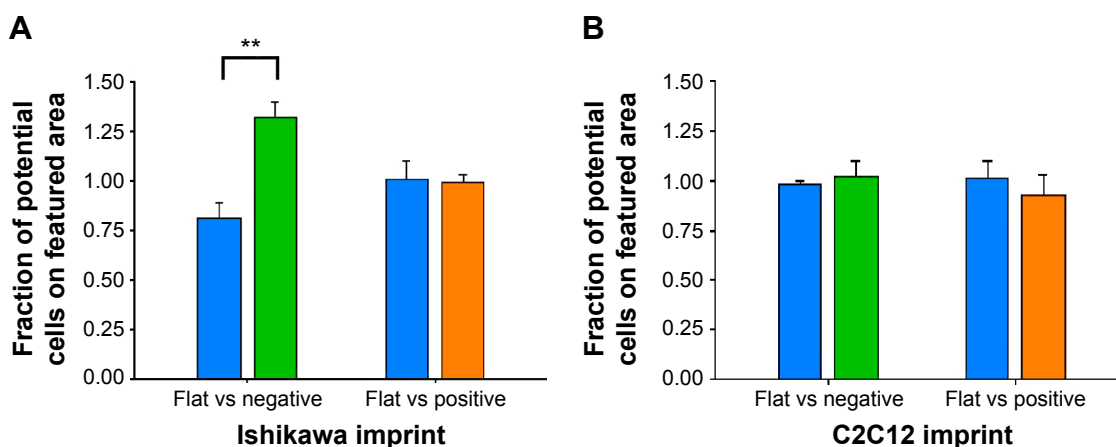 A
**
Fraction of potential
cells on featured area
1.50
1.25
1.00
0.75
0.50
0.25
0.00
Flat vs negative
Flat vs positive
Ishikawa imprint
B
Fraction of potential
cells on featured area
1.50
1.25
1.00
0.75
0.50
0.25
0.00
Flat vs negative
Flat vs positive
C2C12 imprint